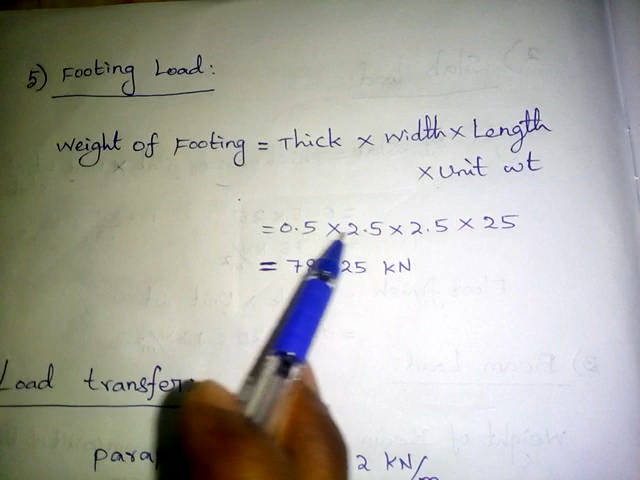 5) Footing Load:
Weight of Footing = Thick × width × Length
× Unit wt
= 0.5 × 2.5 × 2.5 × 25
= 25 KN
Load transfer
2 KN/m